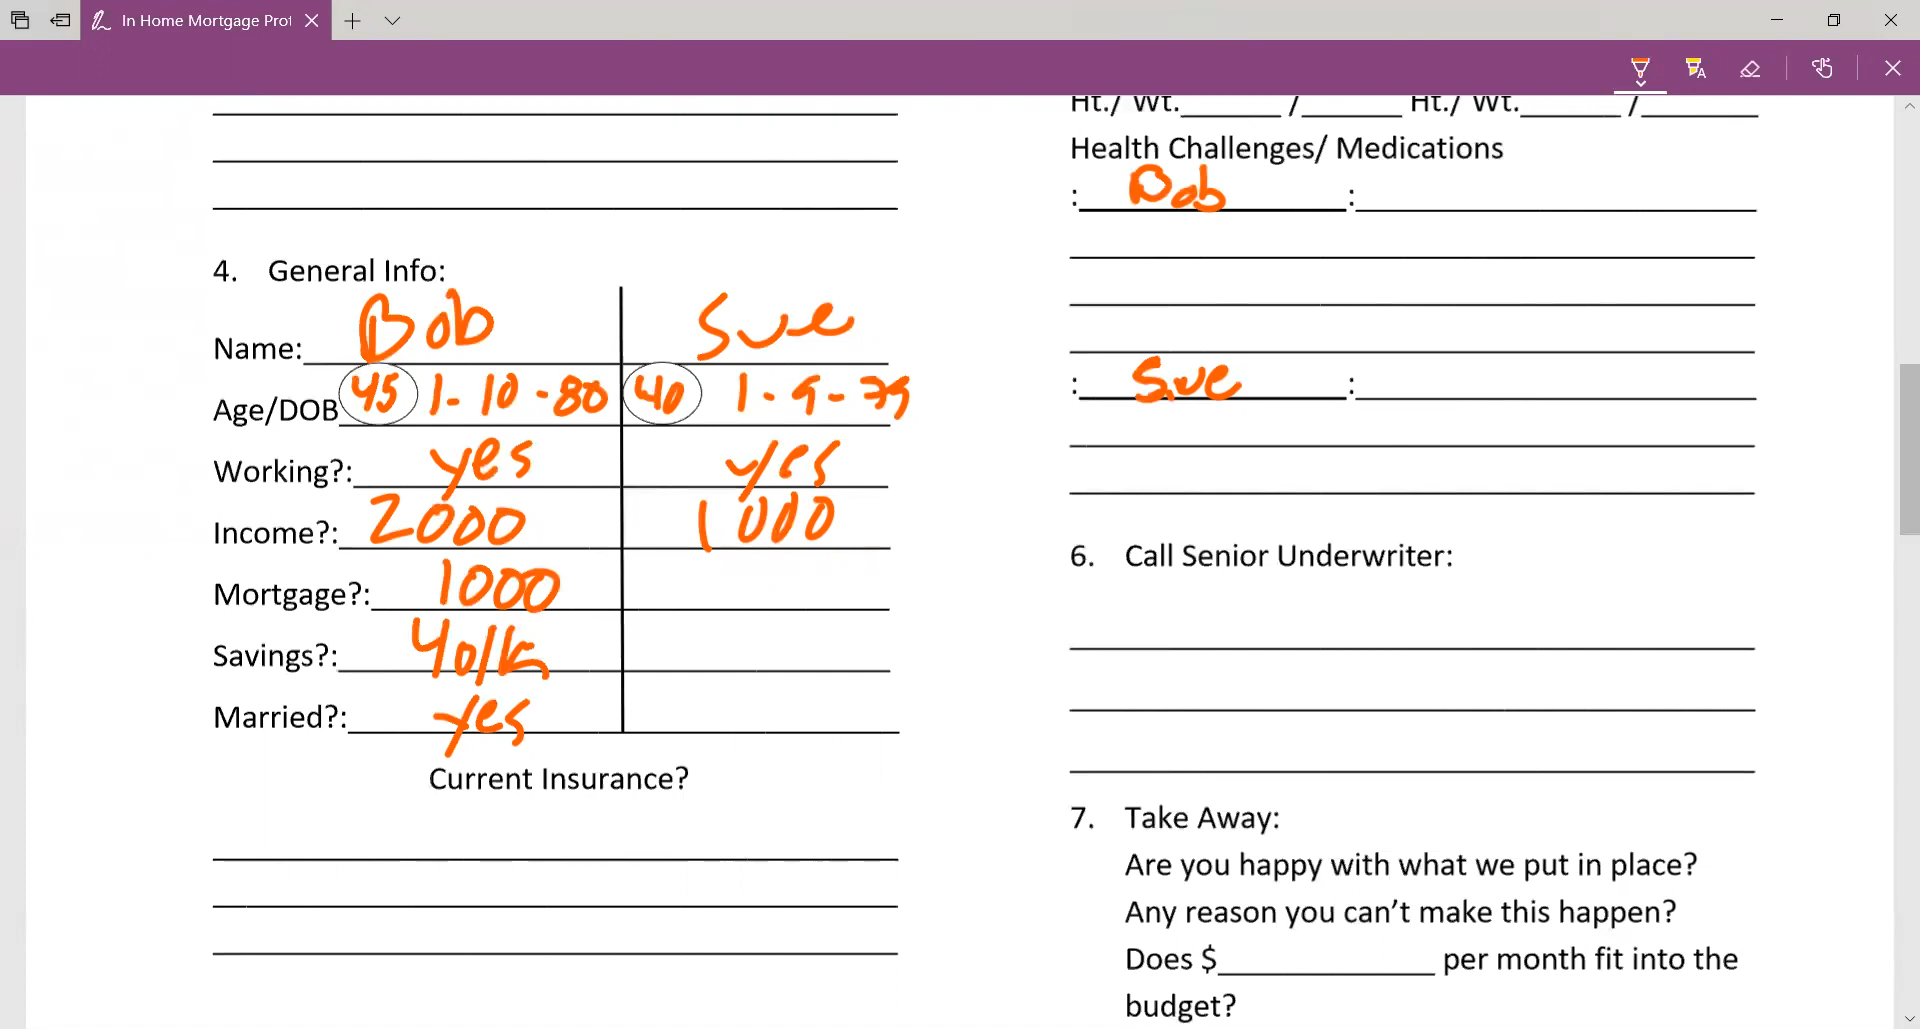 In Home Mortgage Pro
4. General Info:
Name: Bob Sue
Age/DOB 45 1-10-80 40 1-9-79
Working?: yes yes
Income?: 2000 1000
Mortgage?: 1000
Savings?: 401k
Married?: yes
Current Insurance?
Ht./ Wt. / Ht./ Wt. /
Health Challenges/ Medications
: Bob :
: Sue :
6. Call Senior Underwriter:
7. Take Away:
Are you happy with what we put in place?
Any reason you can't make this happen?
Does $ per month fit into the
budget?